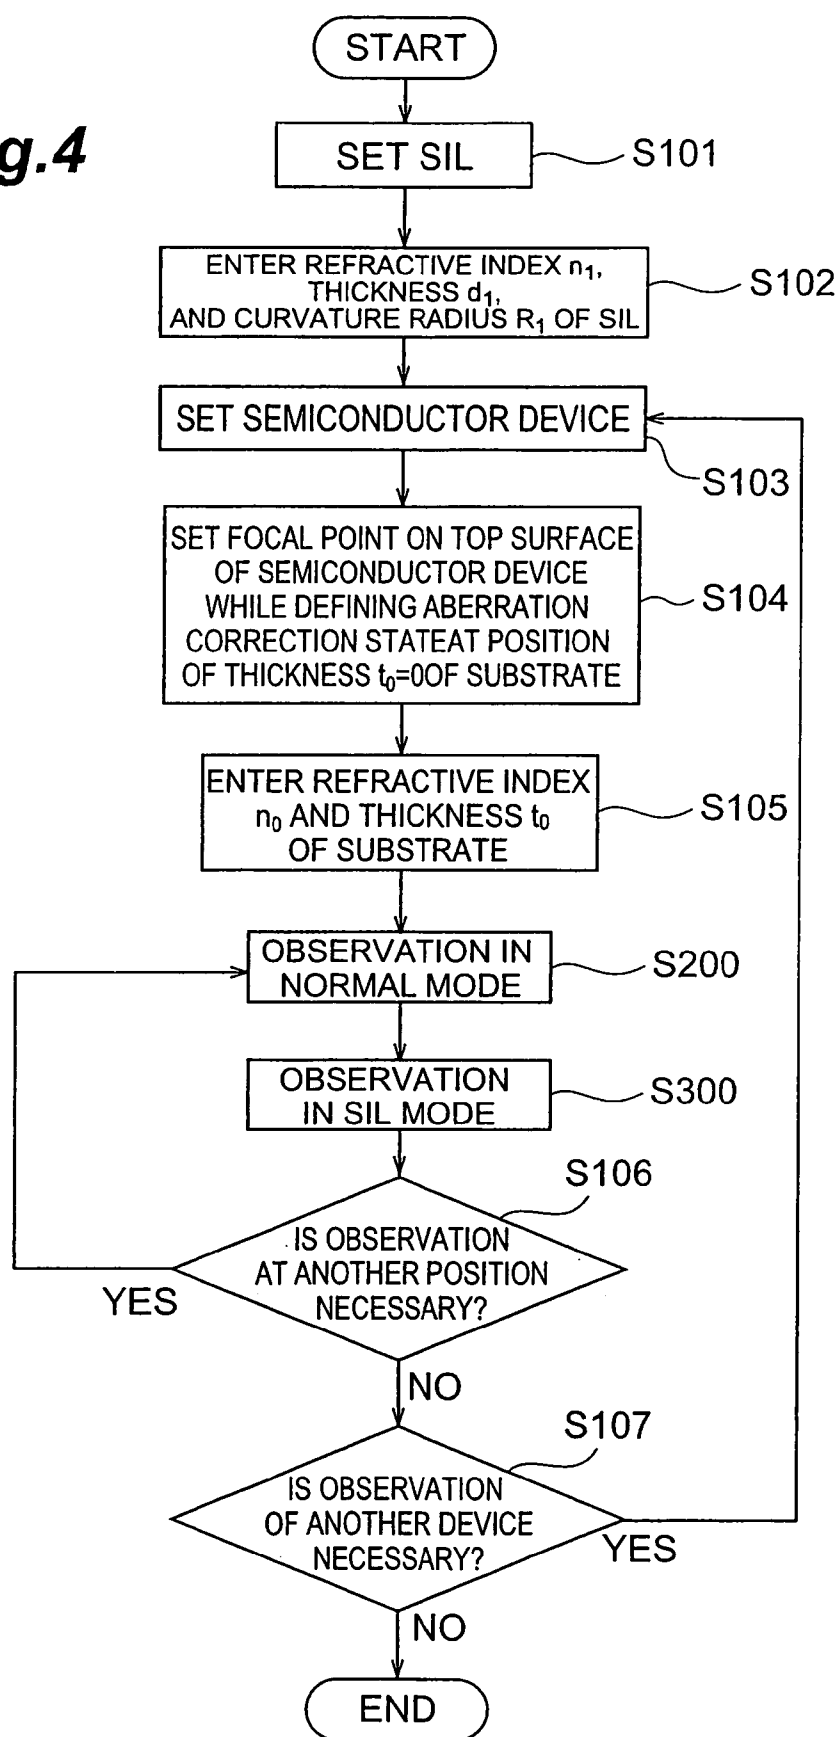 START
g.4
SET SIL
S101
ENTER REFRACTIVE INDEX n₁,
THICKNESS d₁,
AND CURVATURE RADIUS R₁ OF SIL
S102
SET SEMICONDUCTOR DEVICE
S103
SET FOCAL POINT ON TOP SURFACE
OF SEMICONDUCTOR DEVICE
WHILE DEFINING ABERRATION
CORRECTION STATEAT POSITION
OF THICKNESS t₀=0OF SUBSTRATE
S104
ENTER REFRACTIVE INDEX
n₀ AND THICKNESS t₀
OF SUBSTRATE
S105
OBSERVATION IN
NORMAL MODE
S200
OBSERVATION
IN SIL MODE
S300
S106
IS OBSERVATION
AT ANOTHER POSITION
NECESSARY?
YES
NO
S107
IS OBSERVATION
OF ANOTHER DEVICE
NECESSARY?
YES
NO
END